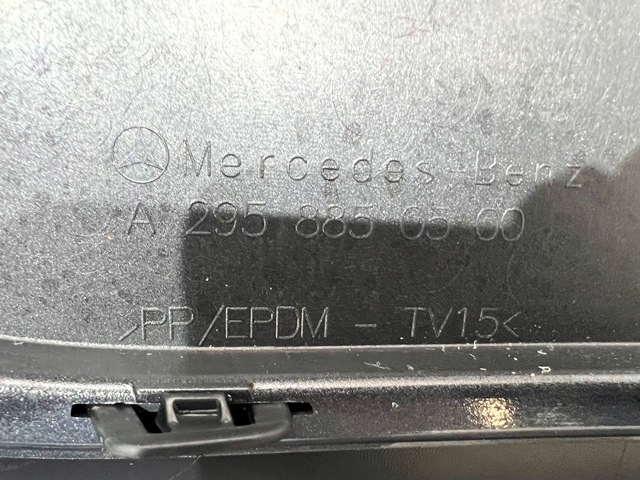 Mercedes-Benz
A 295 885 05 00
>PP/EPDM - TV15<